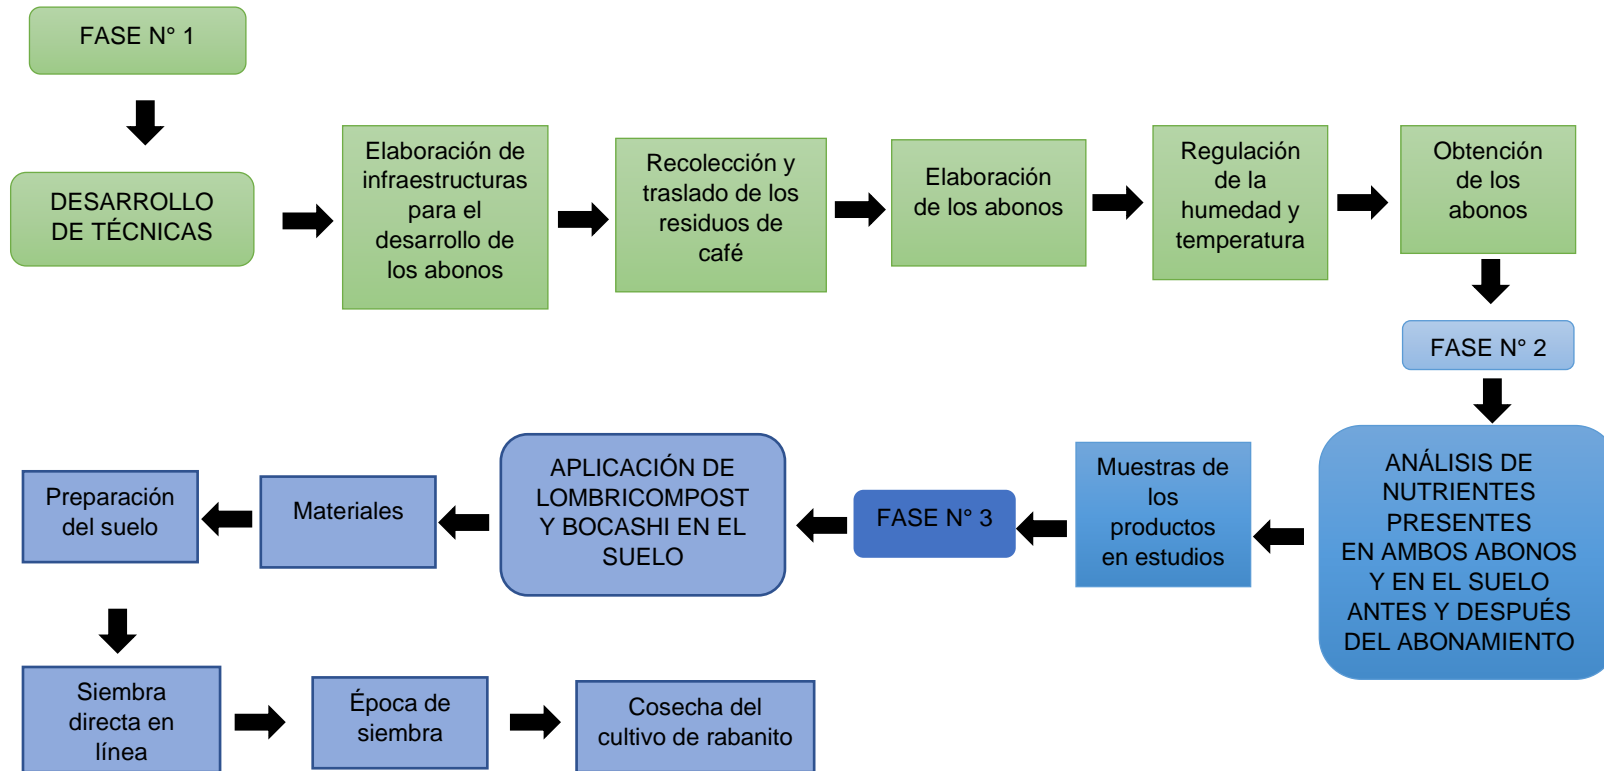 FASE N° 1
DESARROLLO
DE TÉCNICAS
Elaboración de
infraestructuras
para el
desarrollo de
los abonos
Recolección y
traslado de los
residuos de
café
Elaboración
de los abonos
Regulación
de la
humedad y
temperatura
Obtención
de los
abonos
FASE N° 2
ANÁLISIS DE
NUTRIENTES
PRESENTES
EN AMBOS ABONOS
Y EN EL SUELO
ANTES Y DESPUÉS
DEL ABONAMIENTO
Muestras de
los
productos
en estudios
FASE N° 3
APLICACIÓN DE
LOMBRICOMPOST
Y BOCASHI EN EL
SUELO
Materiales
Preparación
del suelo
Siembra
directa en
línea
Época de
siembra
Cosecha del
cultivo de rabanito